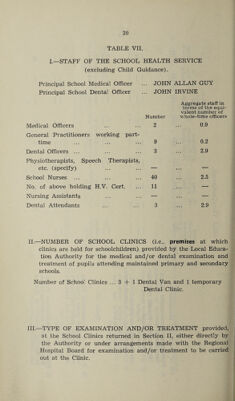 20
TABLE VII.
I.—STAFF OF THE SCHOOL HEALTH SERVICE
(excluding Child Guidance).
Principal School Medical Officer ... JOHN ALLAN GUY
Principal School Dental Officer ... JOHN IRVINE
Aggregate staff in
terms of the equi-
valent number of
Number whole-time officers
Medical Officers ... ... 2 ... 0.9
General Practitioners working part-
time ... ... ... 9 ... 0.2
Dental Officers ... ... ... 3 ... 2.9
Physiotherapists, Speech Therapists,
etc. (specify) ... ... — ... —
School Nurses ... ... ... 40 ... 2.5
No. of above holding H.V. Cert. ... 11 ... —
Nursing Assistants ... ... — ... —
Dental Attendants ... ... 3 ... 2.9
II.—NUMBER OF SCHOOL CLINICS (i.e., premises at which
clinics are held for schoolchildren) provided by the Local Educa-
tion Authority for the medical and/or dental examination and
treatment of pupils attending maintained primary and secondary
schools.
Number of School Clinics ... 3 + 1 Dental Van and 1 temporary
Dental Clinic.
III.—TYPE OF EXAMINATION AND/OR TREATMENT provided,
at the School Clinics returned in Section II, either directly by
the Authority or under arrangements made with the Regional
Hospital Board for examination and/or treatment to be carried
out at the Clinic.